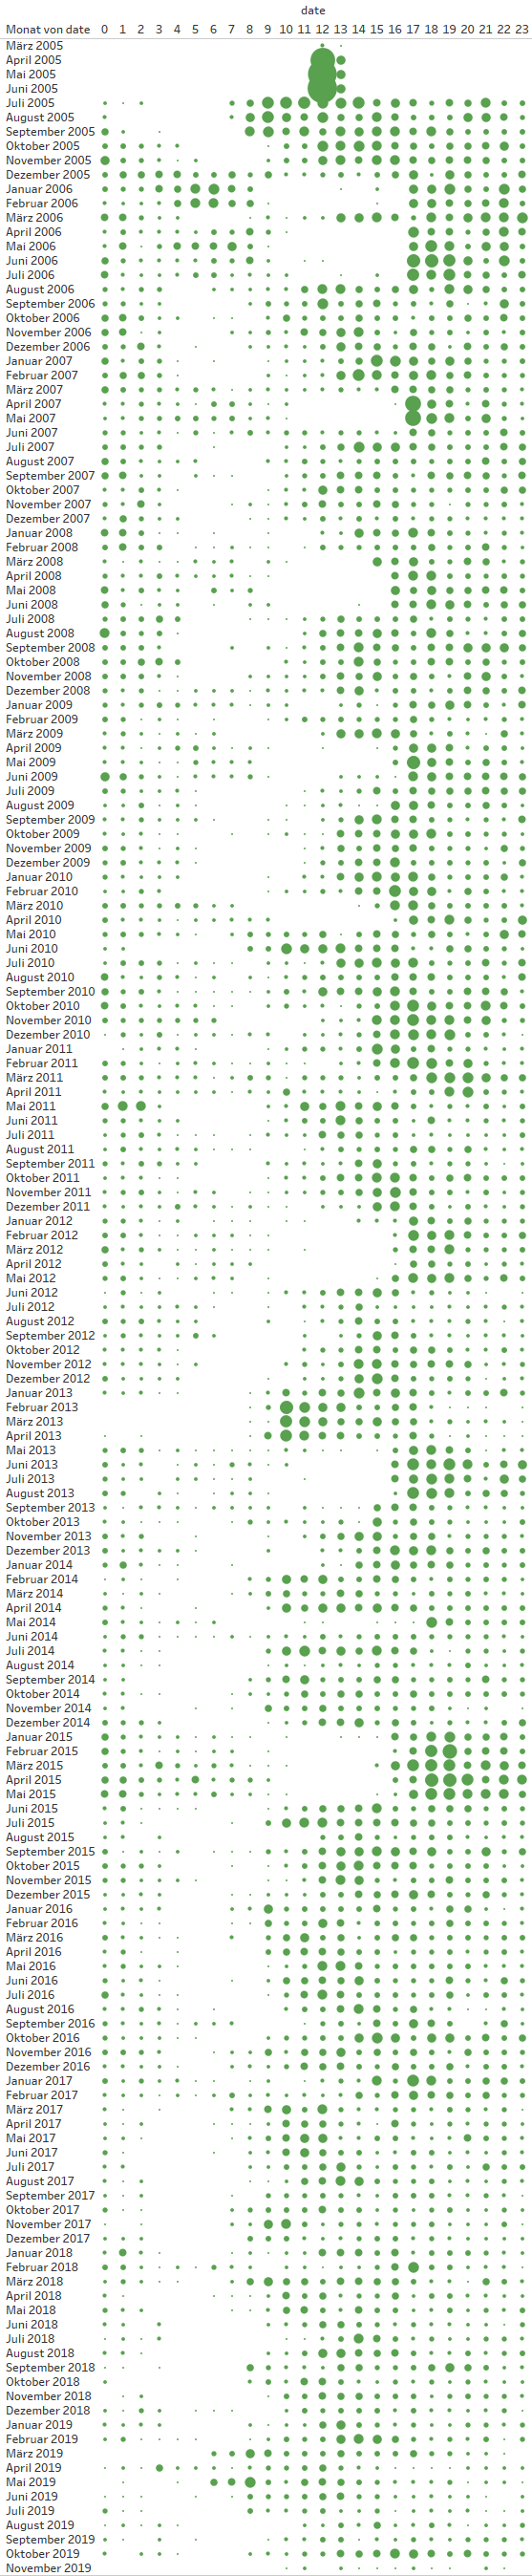 date
Monat von date 0 1 2 3 4 5 6 7 8 9 10 11 12 13 14 15 16 17 18 19 20 21 22 23
März 2005
April 2005
Mai 2005
Juni 2005
Juli 2005
August 2005
September 2005
Oktober 2005
November 2005
Dezember 2005
Januar 2006
Februar 2006
März 2006
April 2006
Mai 2006
Juni 2006
Juli 2006
August 2006
September 2006
Oktober 2006
November 2006
Dezember 2006
Januar 2007
Februar 2007
März 2007
April 2007
Mai 2007
Juni 2007
Juli 2007
August 2007
September 2007
Oktober 2007
November 2007
Dezember 2007
Januar 2008
Februar 2008
März 2008
April 2008
Mai 2008
Juni 2008
Juli 2008
August 2008
September 2008
Oktober 2008
November 2008
Dezember 2008
Januar 2009
Februar 2009
März 2009
April 2009
Mai 2009
Juni 2009
Juli 2009
August 2009
September 2009
Oktober 2009
November 2009
Dezember 2009
Januar 2010
Februar 2010
März 2010
April 2010
Mai 2010
Juni 2010
Juli 2010
August 2010
September 2010
Oktober 2010
November 2010
Dezember 2010
Januar 2011
Februar 2011
März 2011
April 2011
Mai 2011
Juni 2011
Juli 2011
August 2011
September 2011
Oktober 2011
November 2011
Dezember 2011
Januar 2012
Februar 2012
März 2012
April 2012
Mai 2012
Juni 2012
Juli 2012
August 2012
September 2012
Oktober 2012
November 2012
Dezember 2012
Januar 2013
Februar 2013
März 2013
April 2013
Mai 2013
Juni 2013
Juli 2013
August 2013
September 2013
Oktober 2013
November 2013
Dezember 2013
Januar 2014
Februar 2014
März 2014
April 2014
Mai 2014
Juni 2014
Juli 2014
August 2014
September 2014
Oktober 2014
November 2014
Dezember 2014
Januar 2015
Februar 2015
März 2015
April 2015
Mai 2015
Juni 2015
Juli 2015
August 2015
September 2015
Oktober 2015
November 2015
Dezember 2015
Januar 2016
Februar 2016
März 2016
April 2016
Mai 2016
Juni 2016
Juli 2016
August 2016
September 2016
Oktober 2016
November 2016
Dezember 2016
Januar 2017
Februar 2017
März 2017
April 2017
Mai 2017
Juni 2017
Juli 2017
August 2017
September 2017
Oktober 2017
November 2017
Dezember 2017
Januar 2018
Februar 2018
März 2018
April 2018
Mai 2018
Juni 2018
Juli 2018
August 2018
September 2018
Oktober 2018
November 2018
Dezember 2018
Januar 2019
Februar 2019
März 2019
April 2019
Mai 2019
Juni 2019
Juli 2019
August 2019
September 2019
Oktober 2019
November 2019